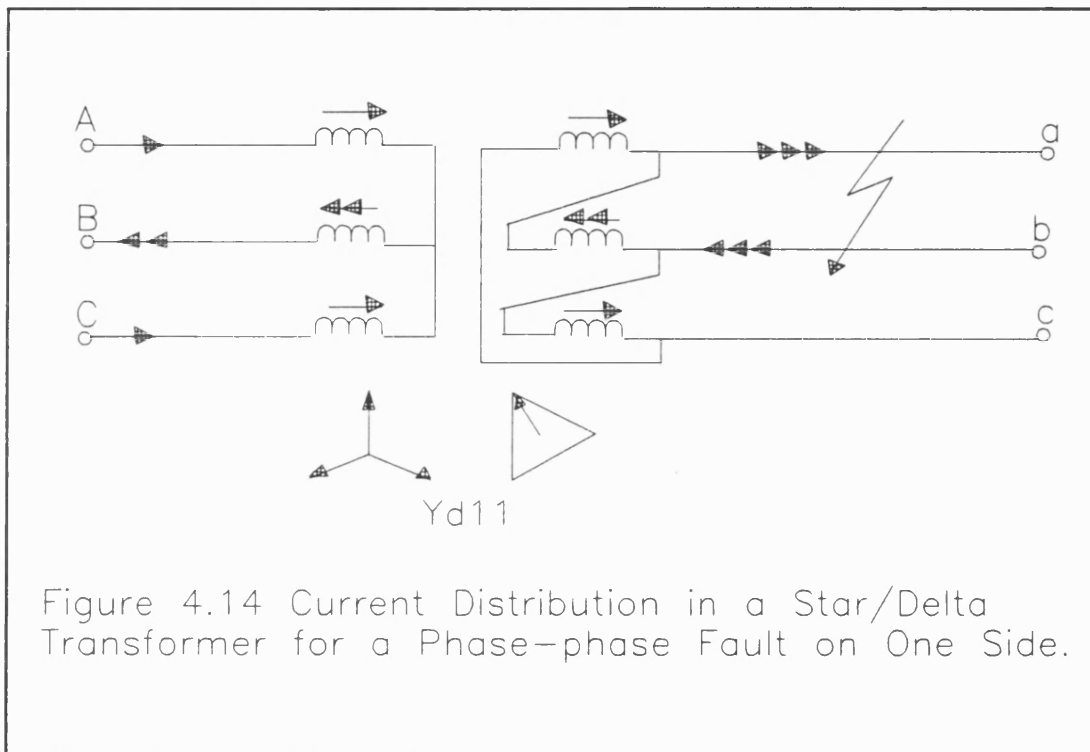 A
a
B
b
C
c
Yd11
Figure 4.14 Current Distribution in a Star/Delta
Transformer for a Phase-phase Fault on One Side.